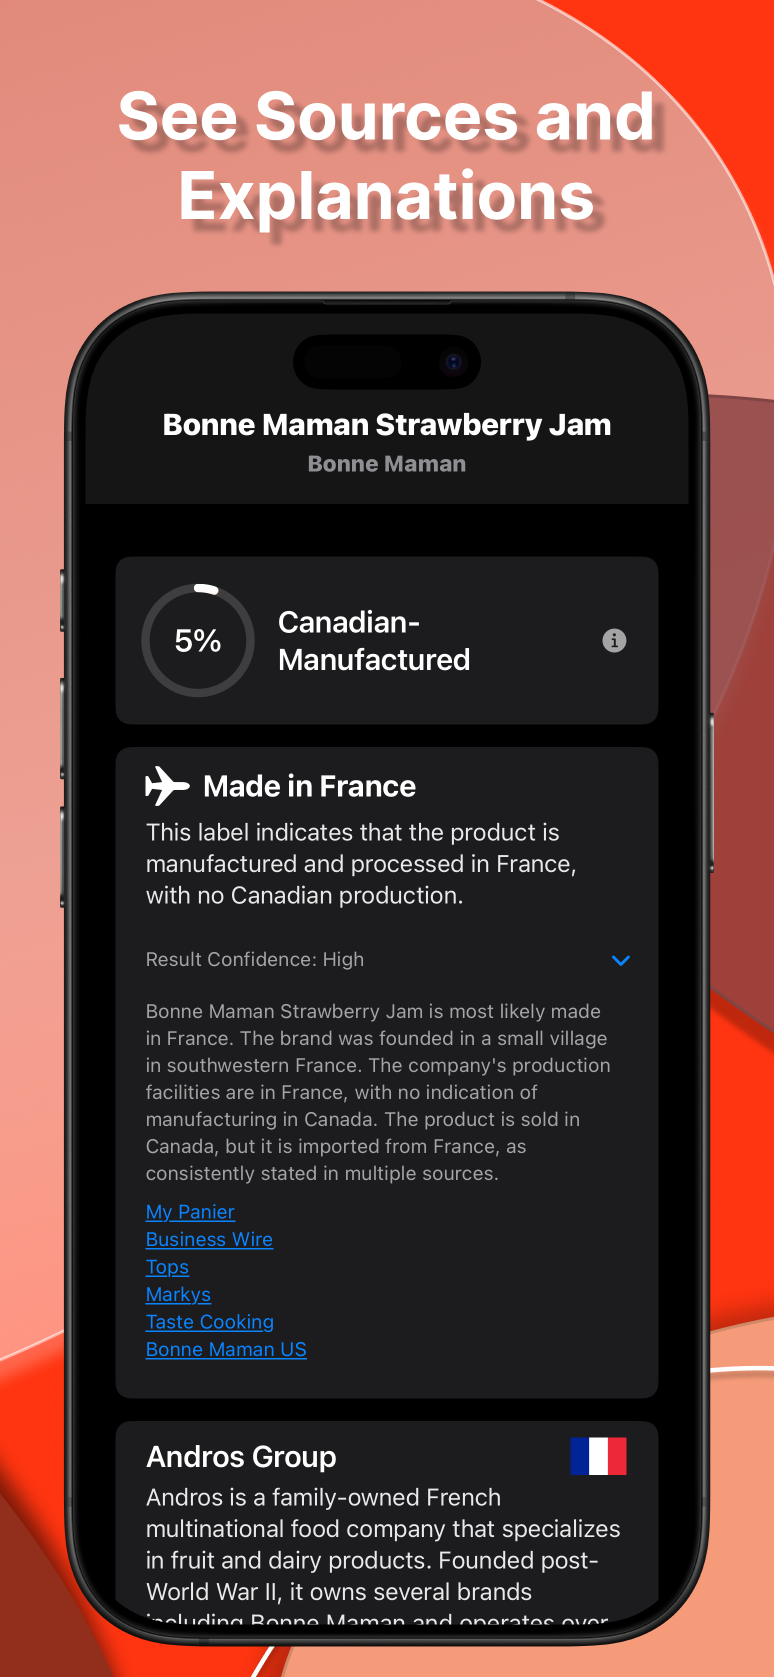 See Sources and
Explanations
Bonne Maman Strawberry Jam
Bonne Maman
5%
Canadian-
Manufactured
Made in France
This label indicates that the product is
manufactured and processed in France,
with no Canadian production.
Result Confidence: High
Bonne Maman Strawberry Jam is most likely made
in France. The brand was founded in a small village
in southwestern France. The company's production
facilities are in France, with no indication of
manufacturing in Canada. The product is sold in
Canada, but it is imported from France, as
consistently stated in multiple sources.
My Panier
Business Wire
Tops
Markys
Taste Cooking
Bonne Maman US
Andros Group
Andros is a family-owned French
multinational food company that specializes
in fruit and dairy products. Founded post-
World War II, it owns several brands
including Bonne Maman and operates over